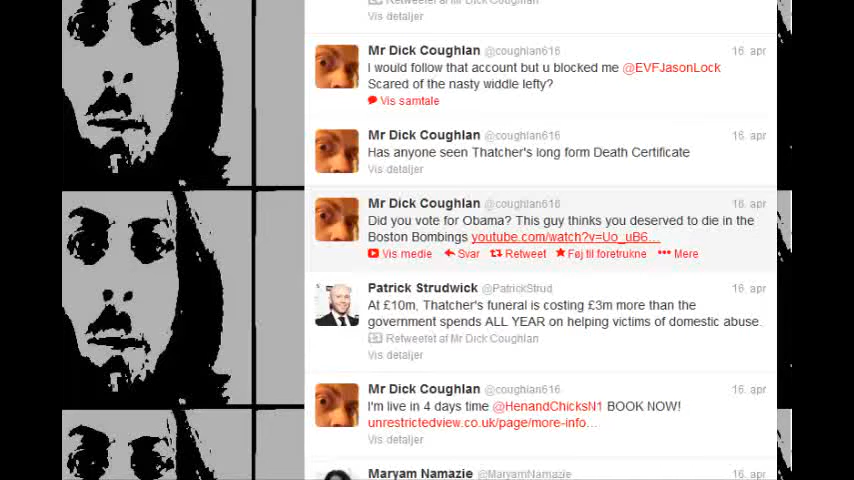 Retweetet af Mr Dick Coughlan
Vis detaljer
Mr Dick Coughlan @coughlan616 16. apr
I would follow that account but u blocked me @EVFJasonLock
Scared of the nasty widdle lefty?
Vis samtale
Mr Dick Coughlan @coughlan616 16. apr
Has anyone seen Thatcher's long form Death Certificate
Vis detaljer
Mr Dick Coughlan @coughlan616 16. apr
Did you vote for Obama? This guy thinks you deserved to die in the
Boston Bombings youtube.com/watch?v=Uo_uB6...
Vis medie Svar Retweet Føj til foretrukne Mere
Patrick Strudwick @PatrickStrud 16. apr
At £10m, Thatcher's funeral is costing £3m more than the
government spends ALL YEAR on helping victims of domestic abuse.
Retweetet af Mr Dick Coughlan
Vis detaljer
Mr Dick Coughlan @coughlan616 16. apr
I'm live in 4 days time @HenandChicksN1 BOOK NOW!
unrestrictedview.co.uk/page/more-info...
Vis detaljer
Maryam Namazie @MaryamNamazie 16. apr